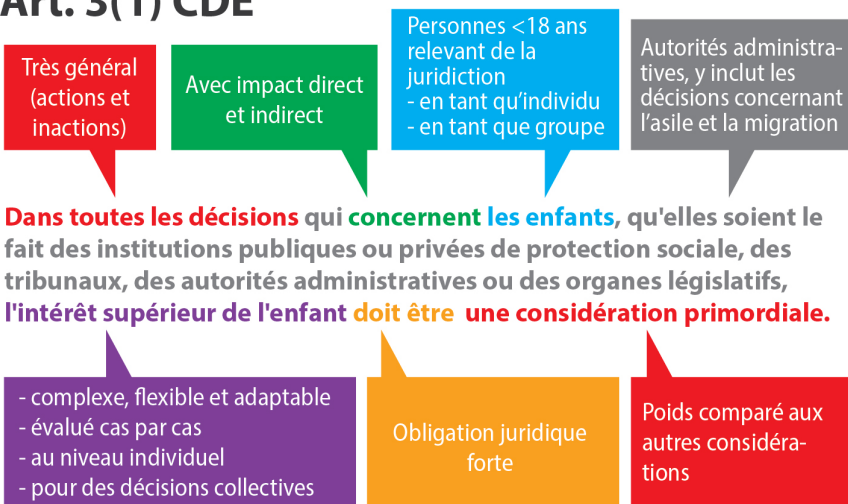 Art. 3(1) CDE
Très général
(actions et
inactions)
Avec impact direct
et indirect
Personnes <18 ans
relevant de la
juridiction
- en tant qu'individu
- en tant que groupe
Autorités administra-
tives, y inclut les
décisions concernant
l'asile et la migration
Dans toutes les décisions qui concernent les enfants, qu'elles soient le
fait des institutions publiques ou privées de protection sociale, des
tribunaux, des autorités administratives ou des organes législatifs,
l'intérêt supérieur de l'enfant doit être une considération primordiale.
- complexe, flexible et adaptable
- évalué cas par cas
- au niveau individuel
- pour des décisions collectives
Obligation juridique
forte
Poids comparé aux
autres considéra-
tions